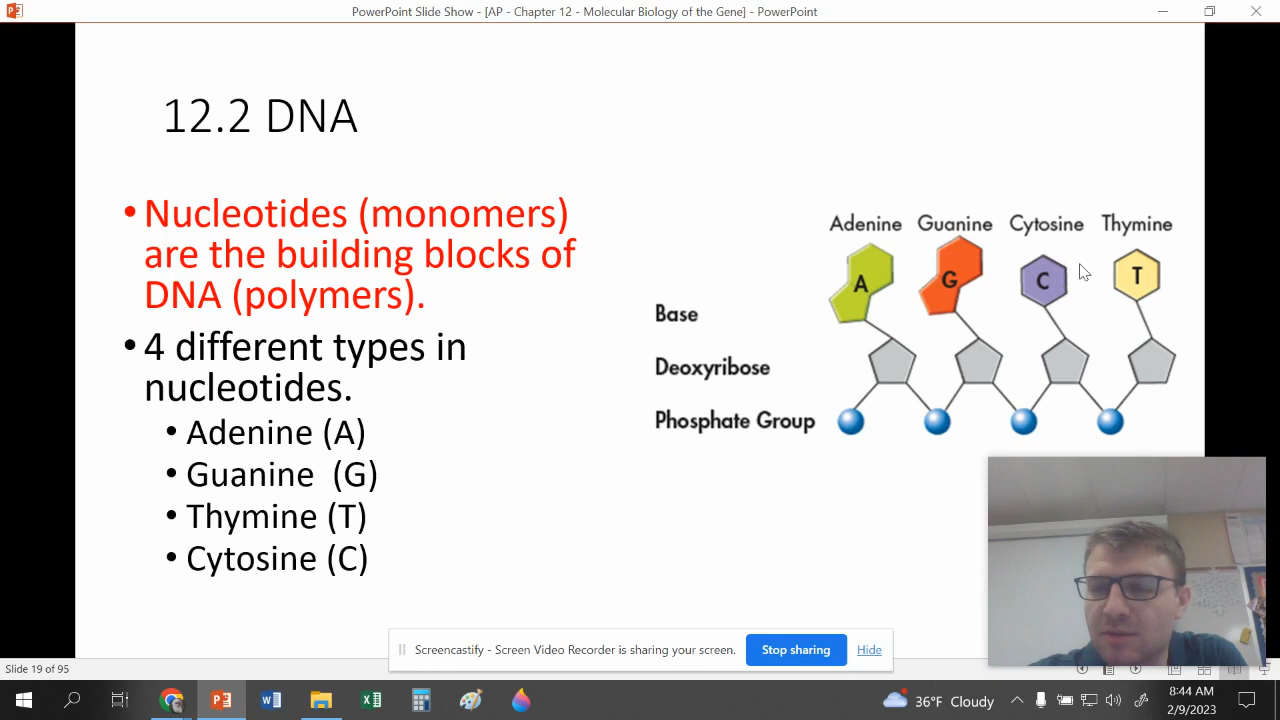 PowerPoint Slide Show - [AP - Chapter 12 - Molecular Biology of the Gene] - PowerPoint
12.2 DNA
• Nucleotides (monomers)
are the building blocks of
DNA (polymers).
• 4 different types in
nucleotides.
• Adenine (A)
• Guanine (G)
• Thymine (T)
• Cytosine (C)
Adenine Guanine Cytosine Thymine
A G C T
Base
Deoxyribose
Phosphate Group
Screencastify - Screen Video Recorder is sharing your screen.
Stop sharing
Hide
Slide 19 of 95
36°F Cloudy
8:44 AM
2/9/2023